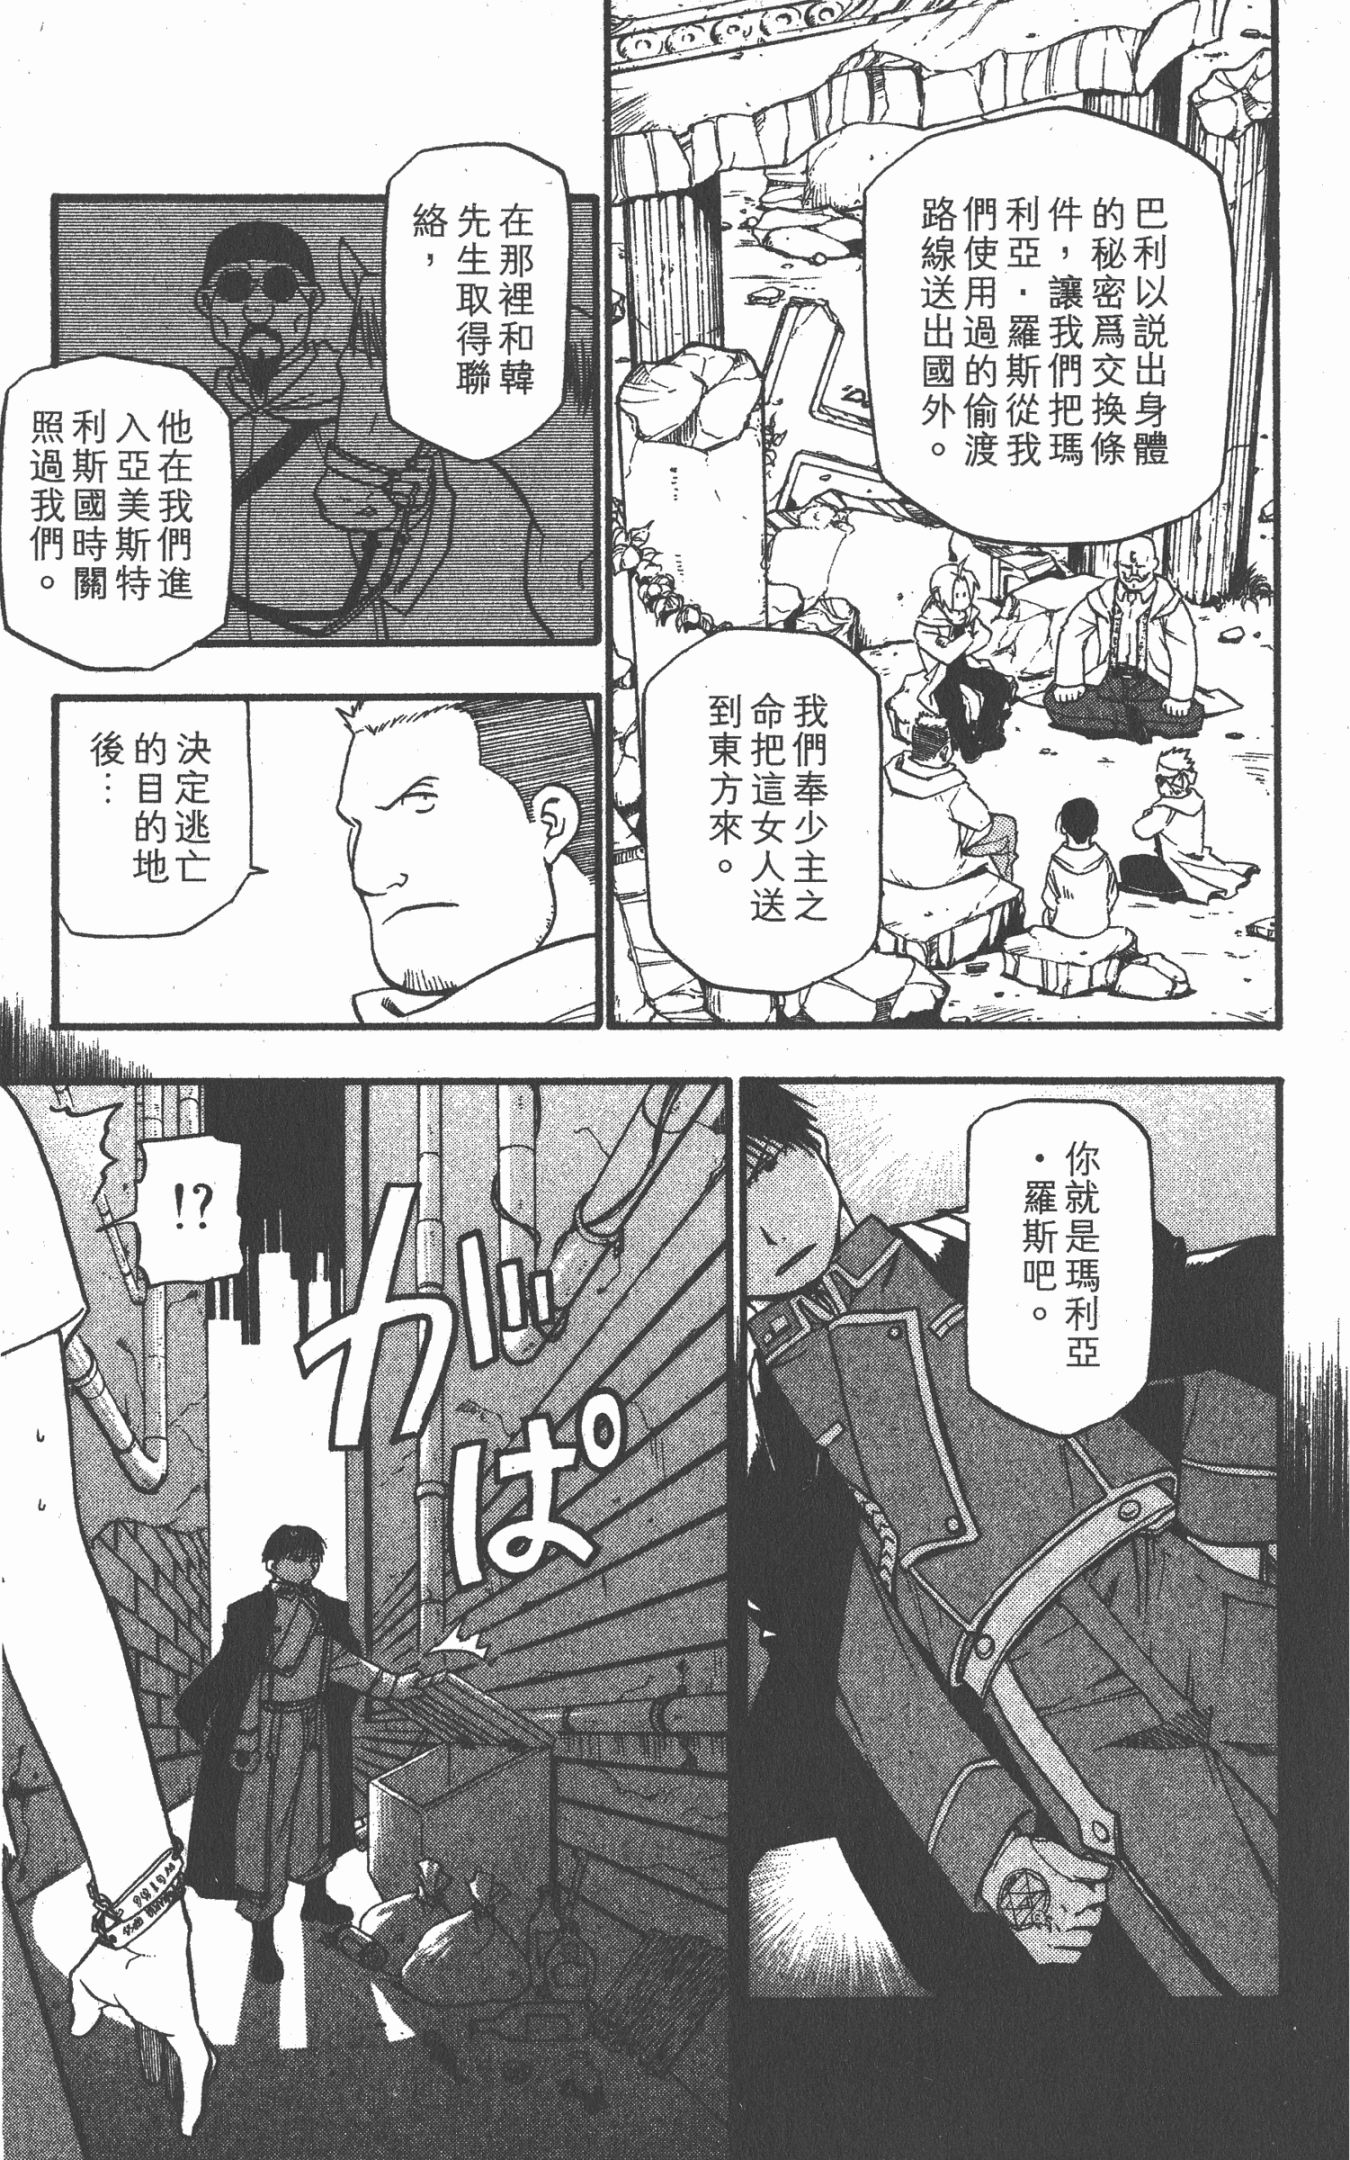 巴利以説出身體
的秘密爲交換條
件，讓我們把瑪
利亞．羅斯從我
們使用過的偷渡
路線送出國外。
我們奉少主之
命把這女人送
到東方來。
在那裡和韓
先生取得聯
絡，
他在我們進
入亞美斯特
利斯國時關
照過我們。
決定逃亡
的目的地
後…
你就是瑪利亞
．羅斯吧。
がぱ
!?